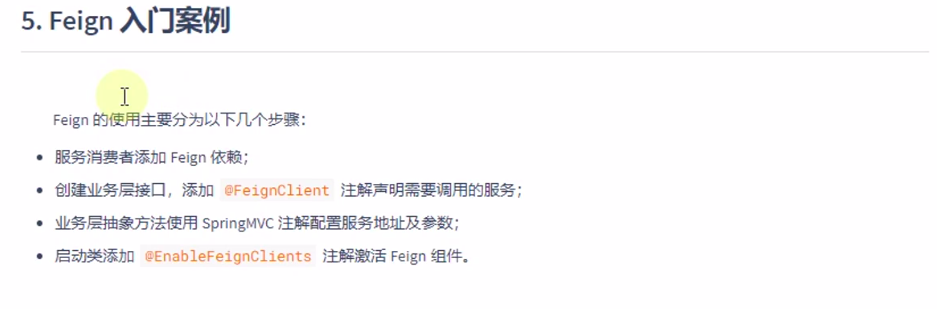 5. Feign 入门案例
Feign 的使用主要分为以下几个步骤：
服务消费者添加 Feign 依赖；
创建业务层接口，添加 @FeignClient 注解声明需要调用的服务；
业务层抽象方法使用 SpringMVC 注解配置服务地址及参数；
启动类添加 @EnableFeignClients 注解激活 Feign 组件。